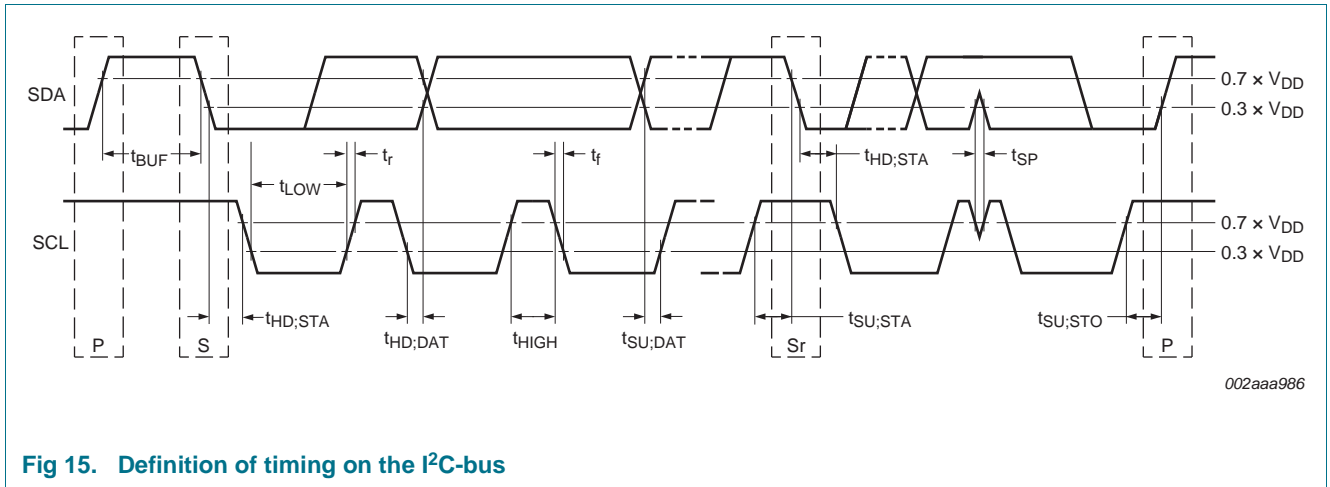 0.7 × VDD
SDA
0.3 × VDD
tBUF
tr
tf
tHD;STA
tSP
tLOW
0.7 × VDD
SCL
0.3 × VDD
tHD;STA
tHD;DAT
tHIGH
tSU;DAT
tSU;STA
tSU;STO
P
S
Sr
P
002aaa986
Fig 15. Definition of timing on the I²C-bus